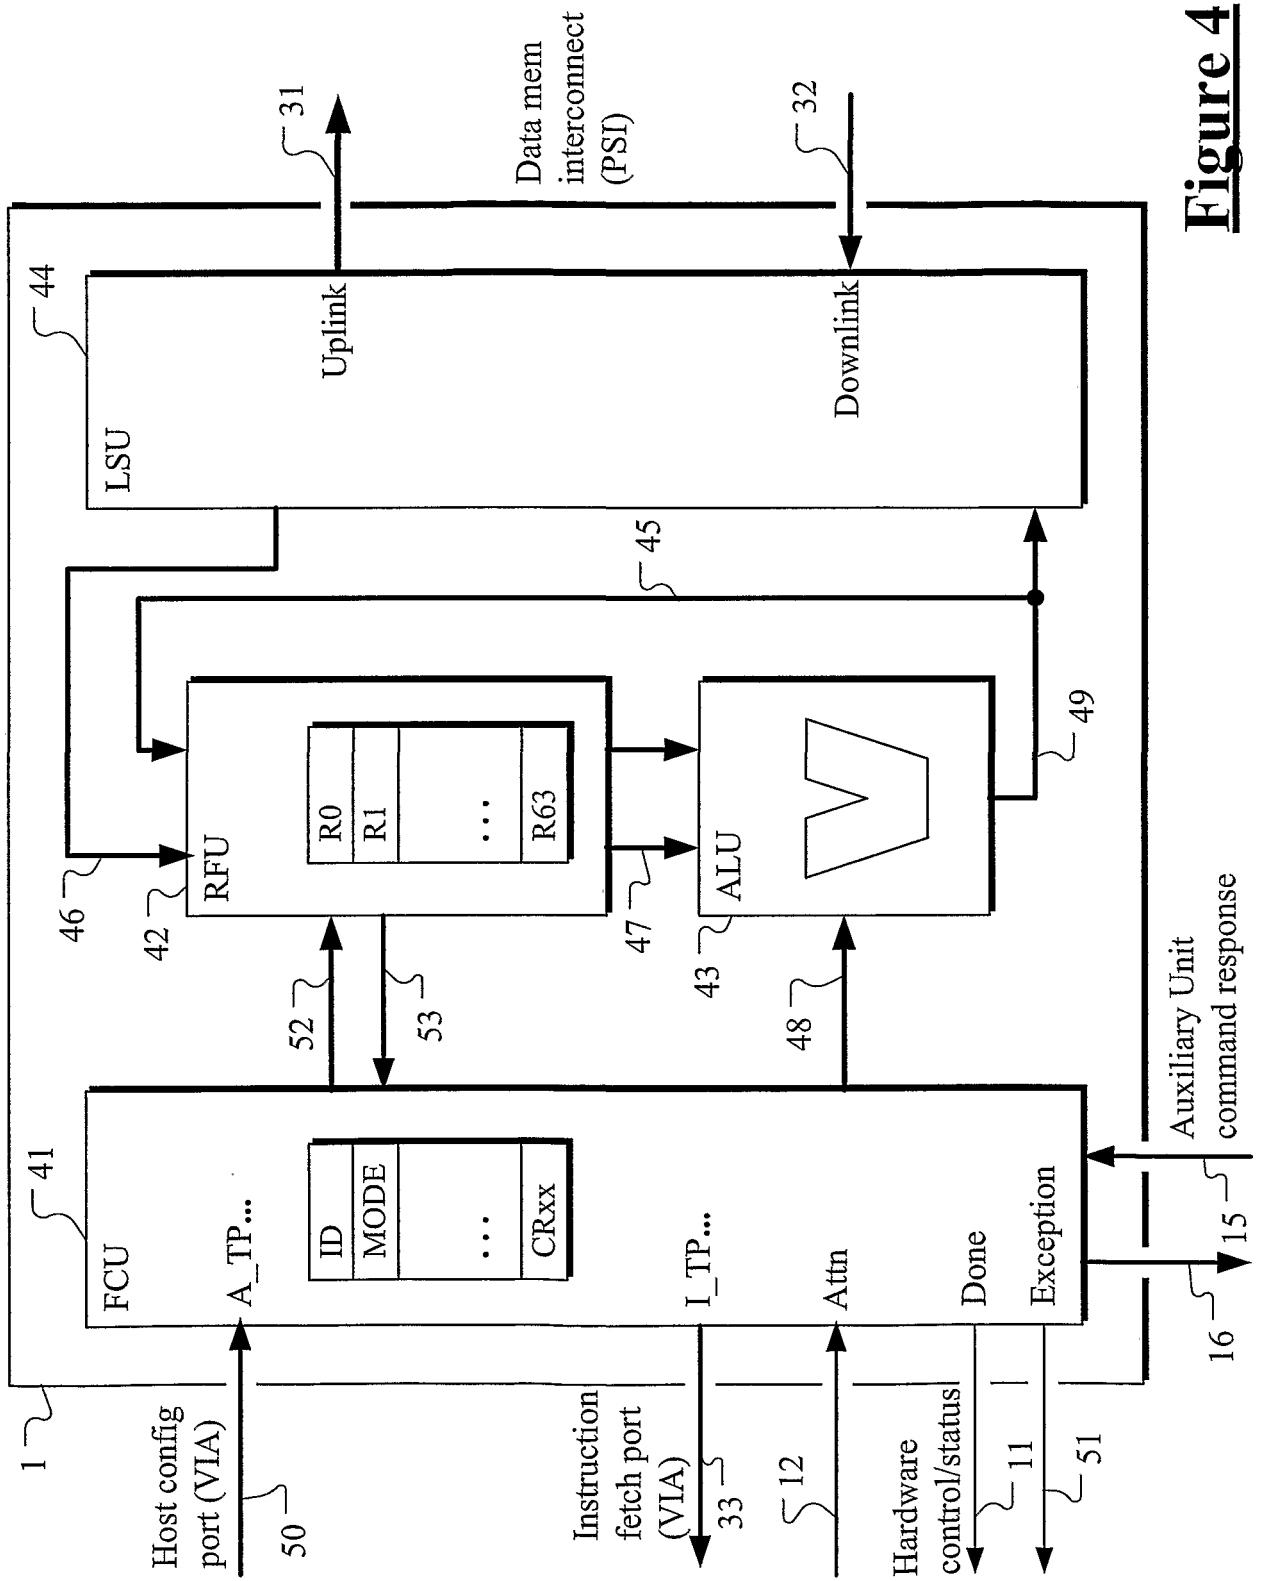 1
Host config
port (VIA)
50
Instruction
fetch port
(VIA)
33
12
Hardware
control/status
11
51
41
FCU
A_TP...
ID
MODE
...
CRxx
I_TP...
Attn
Done
Exception
16
15
Auxiliary Unit
command response
52
53
48
46
42
RFU
R0
R1
...
R63
47
43
ALU
49
45
44
LSU
Uplink
Downlink
31
Data mem
interconnect
(PSI)
32
Figure 4